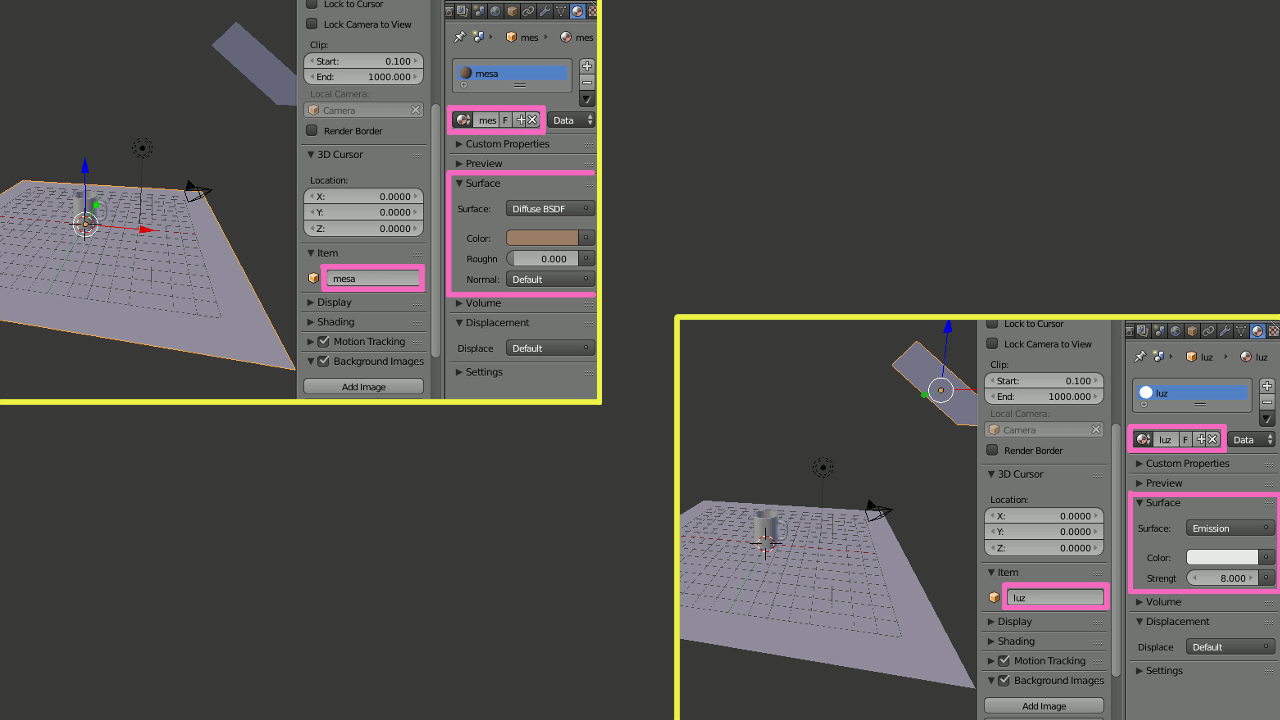 Lock to Cursor
Lock Camera to View
Clip:
Start: 0.100
End: 1000.000
Local Camera:
Camera
Render Border
3D Cursor
Location:
X: 0.0000
Y: 0.0000
Z: 0.0000
Item
mesa
Display
Shading
Motion Tracking
Background Images
Add Image
mes mes
mesa
mes F Data
Custom Properties
Preview
Surface
Surface: Diffuse BSDF
Color:
Roughn 0.000
Normal: Default
Volume
Displacement
Displace Default
Settings
Lock to Cursor
Lock Camera to View
Clip:
Start: 0.100
End: 1000.000
Local Camera:
Camera
Render Border
3D Cursor
Location:
X: 0.0000
Y: 0.0000
Z: 0.0000
Item
luz
Display
Shading
Motion Tracking
Background Images
Add Image
luz luz
luz
luz F Data
Custom Properties
Preview
Surface
Surface: Emission
Color:
Strengt 8.000
Volume
Displacement
Displace Default
Settings